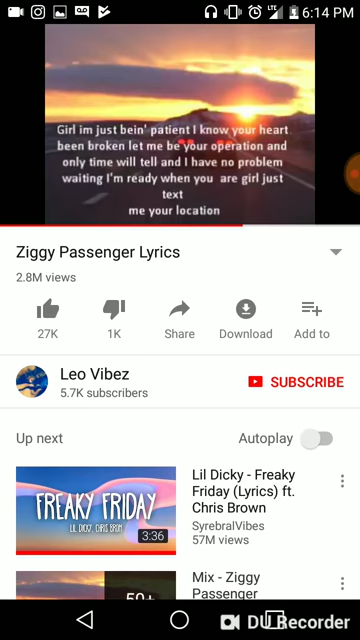 LTE 6:14 PM
Girl im just bein' patient I know your heart
been broken let me be your operation and
only time will tell and I have no problem
waiting I'm ready when you are girl just
text
me your location
Ziggy Passenger Lyrics
2.8M views
27K 1K Share Download Add to
Leo Vibez
5.7K subscribers
SUBSCRIBE
Up next Autoplay
FREAKY FRIDAY
LIL DICKY, CHRIS BROWN
3:36
Lil Dicky - Freaky
Friday (Lyrics) ft.
Chris Brown
SyrebralVibes
57M views
50+
Mix - Ziggy
Passenger
DU Recorder